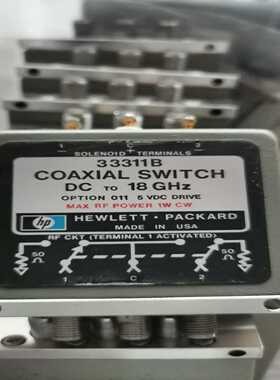 1 C 2
SOLENOID TERMINALS
33311B
COAXIAL SWITCH
DC TO 18 GHz
OPTION 011 5 VDC DRIVE
MAX RF POWER 1W CW
hp HEWLETT • PACKARD
MADE IN USA
RF CKT (TERMINAL 1 ACTIVATED)
50Ω 50Ω
1 C 2